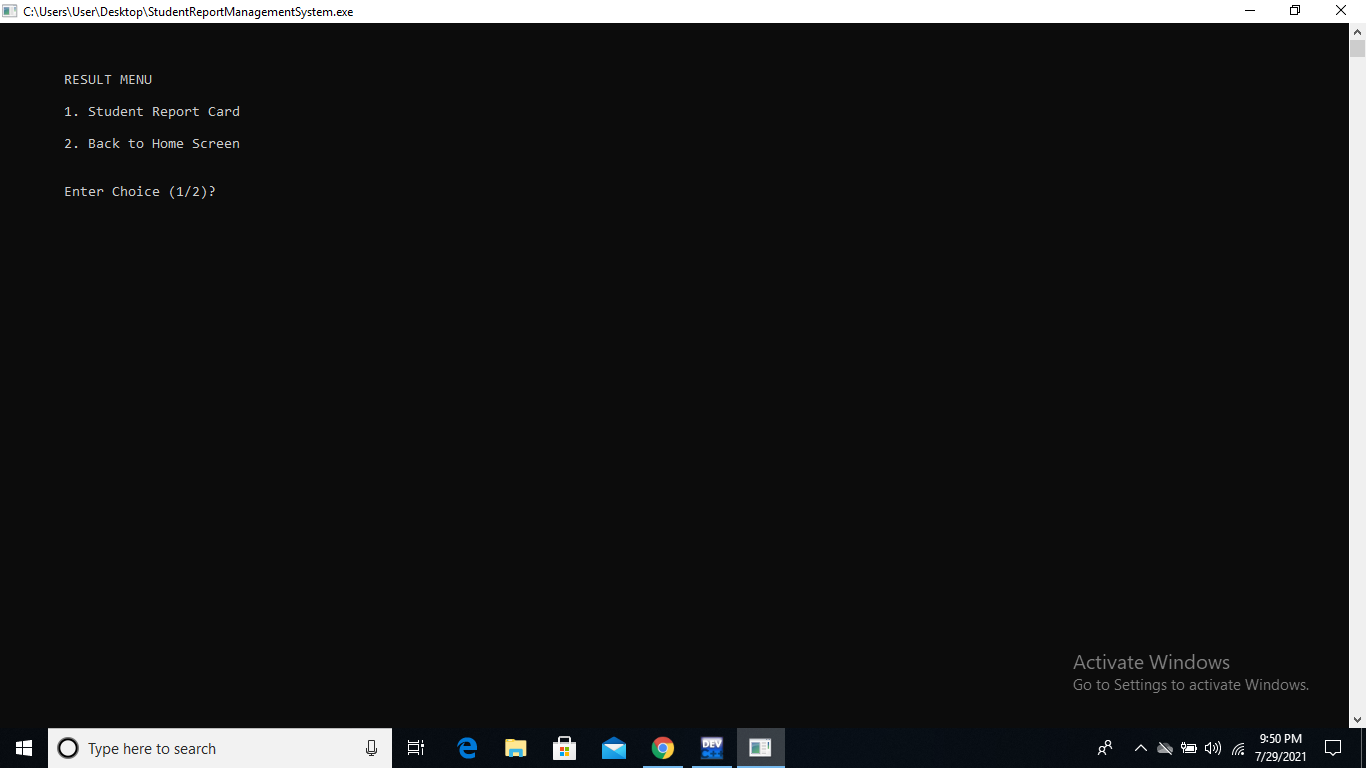 C:\Users\User\Desktop\StudentReportManagementSystem.exe
RESULT MENU
1. Student Report Card
2. Back to Home Screen
Enter Choice (1/2)?
Activate Windows
Go to Settings to activate Windows.
Type here to search
DEV
9:50 PM
7/29/2021